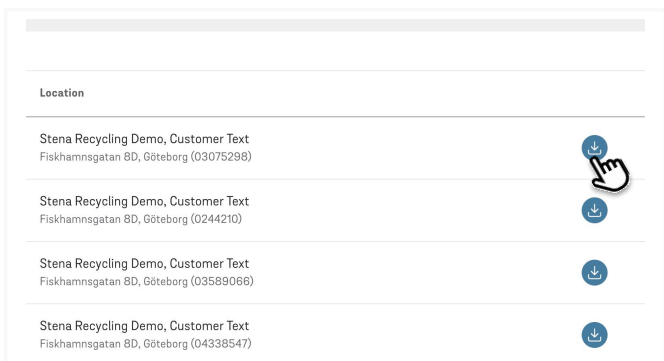 Location
Stena Recycling Demo, Customer Text
Fiskhamnsgatan 8D, Göteborg (03075298)
Stena Recycling Demo, Customer Text
Fiskhamnsgatan 8D, Göteborg (0244210)
Stena Recycling Demo, Customer Text
Fiskhamnsgatan 8D, Göteborg (03589066)
Stena Recycling Demo, Customer Text
Fiskhamnsgatan 8D, Göteborg (04338547)